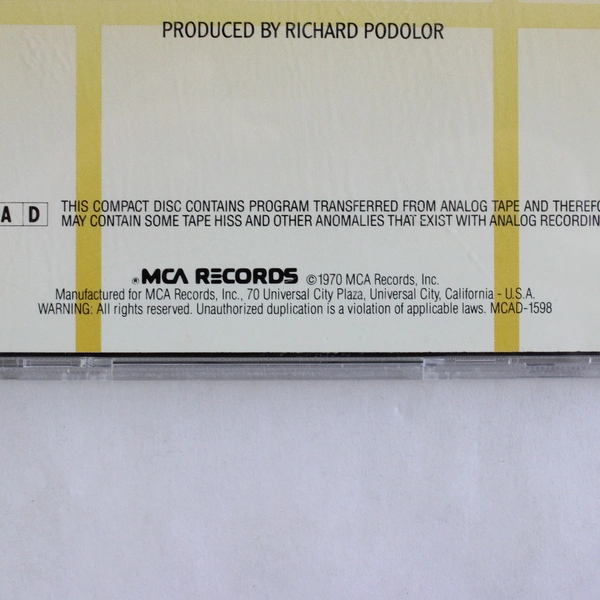 PRODUCED BY RICHARD PODOLOR
A D THIS COMPACT DISC CONTAINS PROGRAM TRANSFERRED FROM ANALOG TAPE AND THEREFO
MAY CONTAIN SOME TAPE HISS AND OTHER ANOMALIES THAT EXIST WITH ANALOG RECORDIN
® MCA RECORDS ©1970 MCA Records, Inc.
Manufactured for MCA Records, Inc., 70 Universal City Plaza, Universal City, California - U.S.A.
WARNING: All rights reserved. Unauthorized duplication is a violation of applicable laws. MCAD-1598